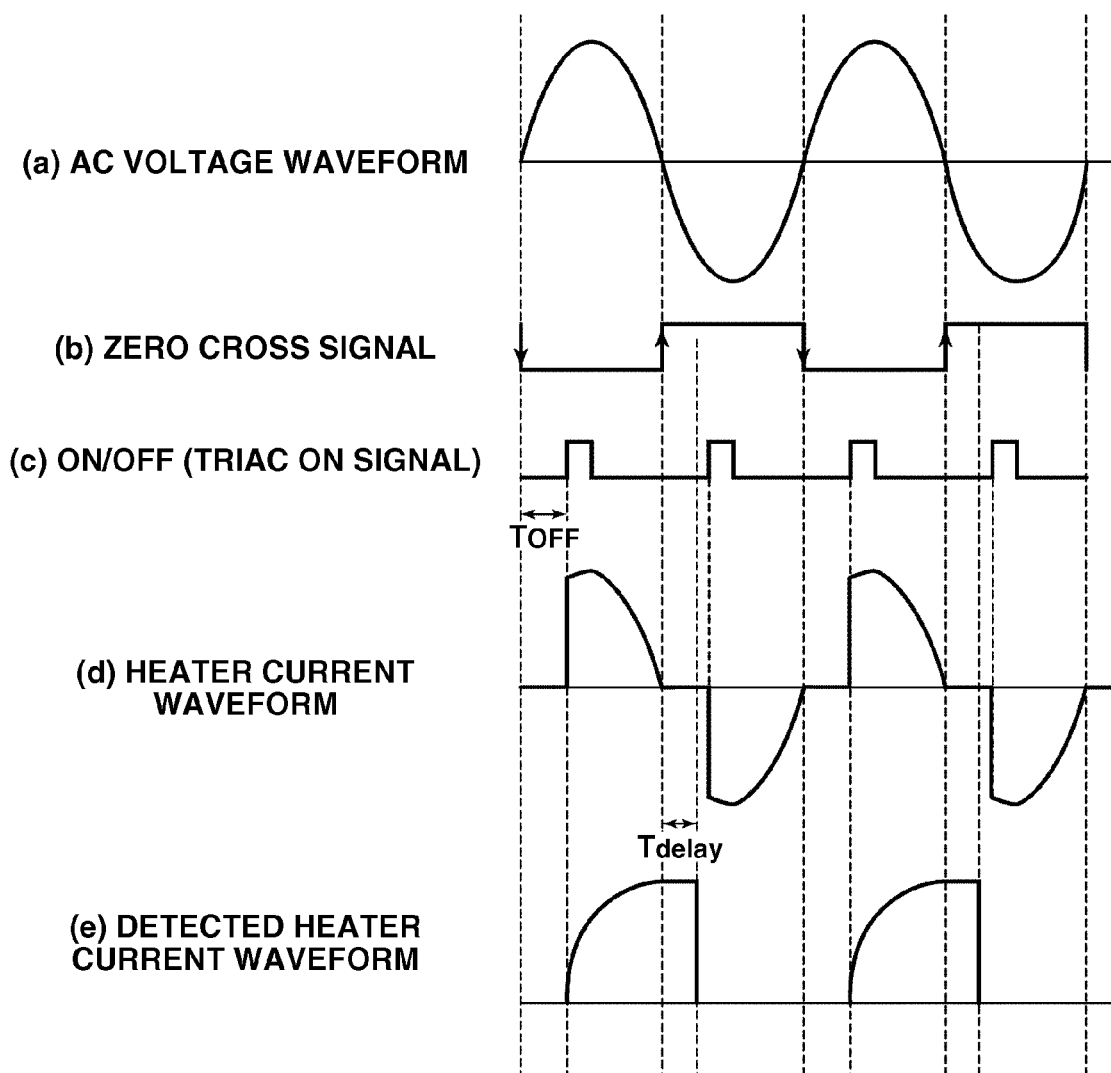 (a) AC VOLTAGE WAVEFORM
(b) ZERO CROSS SIGNAL
(c) ON/OFF (TRIAC ON SIGNAL)
TOFF
(d) HEATER CURRENT
WAVEFORM
Tdelay
(e) DETECTED HEATER
CURRENT WAVEFORM